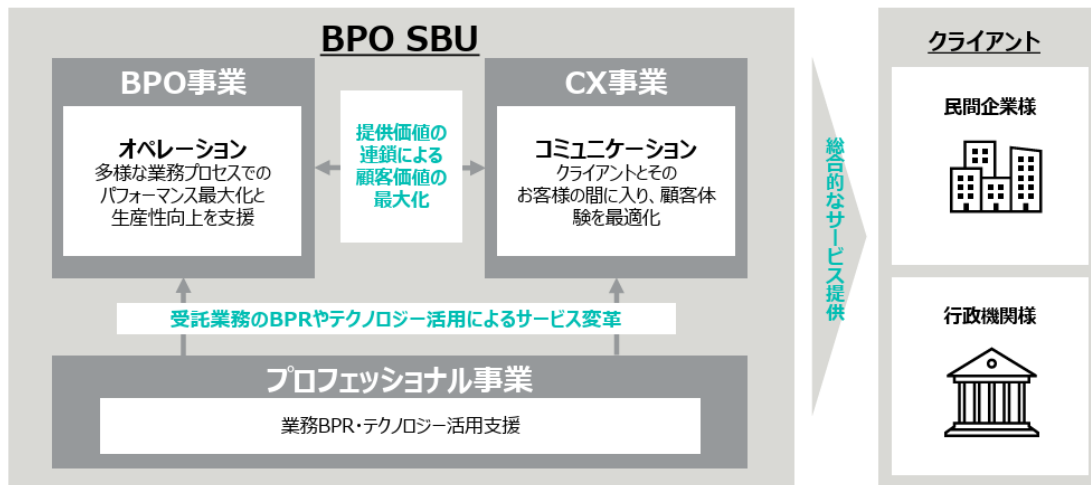 BPO SBU
BPO事業
オペレーション
多様な業務プロセスでの
パフォーマンス最大化と
生産性向上を支援
提供価値の
連鎖による
顧客価値の
最大化
CX事業
コミュニケーション
クライアントとその
お客様の間に入り、顧客体
験を最適化
受託業務のBPRやテクノロジー活用によるサービス変革
プロフェッショナル事業
業務BPR・テクノロジー活用支援
総合的なサービス提供
クライアント
民間企業様
行政機関様